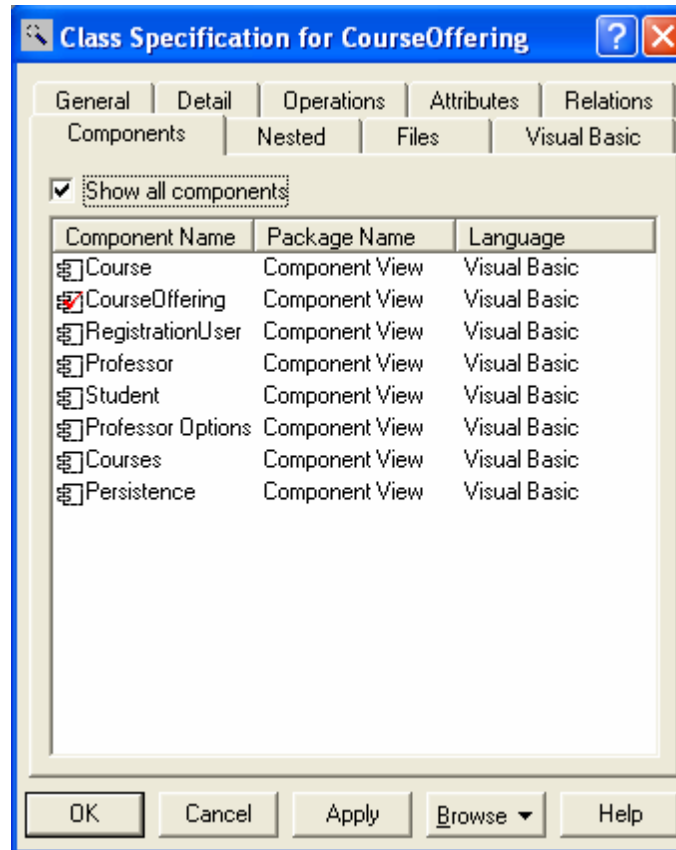 Class Specification for CourseOffering
General Detail Operations Attributes Relations
Components Nested Files Visual Basic
Show all components
Component Name Package Name Language
Course Component View Visual Basic
CourseOffering Component View Visual Basic
RegistrationUser Component View Visual Basic
Professor Component View Visual Basic
Student Component View Visual Basic
Professor Options Component View Visual Basic
Courses Component View Visual Basic
Persistence Component View Visual Basic
OK Cancel Apply Browse Help